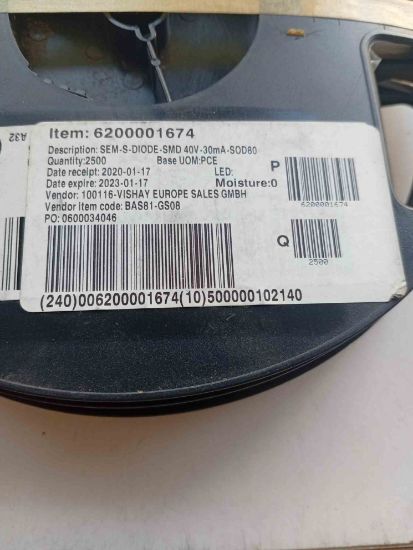 Item: 6200001674
Description: SEM-S-DIODE-SMD 40V-30mA-SOD80
Quantity:2500 Base UOM:PCE
Date receipt: 2020-01-17 LED:
Date expire: 2023-01-17 Moisture:0
Vendor: 100116-VISHAY EUROPE SALES GMBH
Vendor Item code: BAS81-GS08
PO: 0600034046
P
6200001674
Q
2500
(240)006200001674(10)500000102140
A32